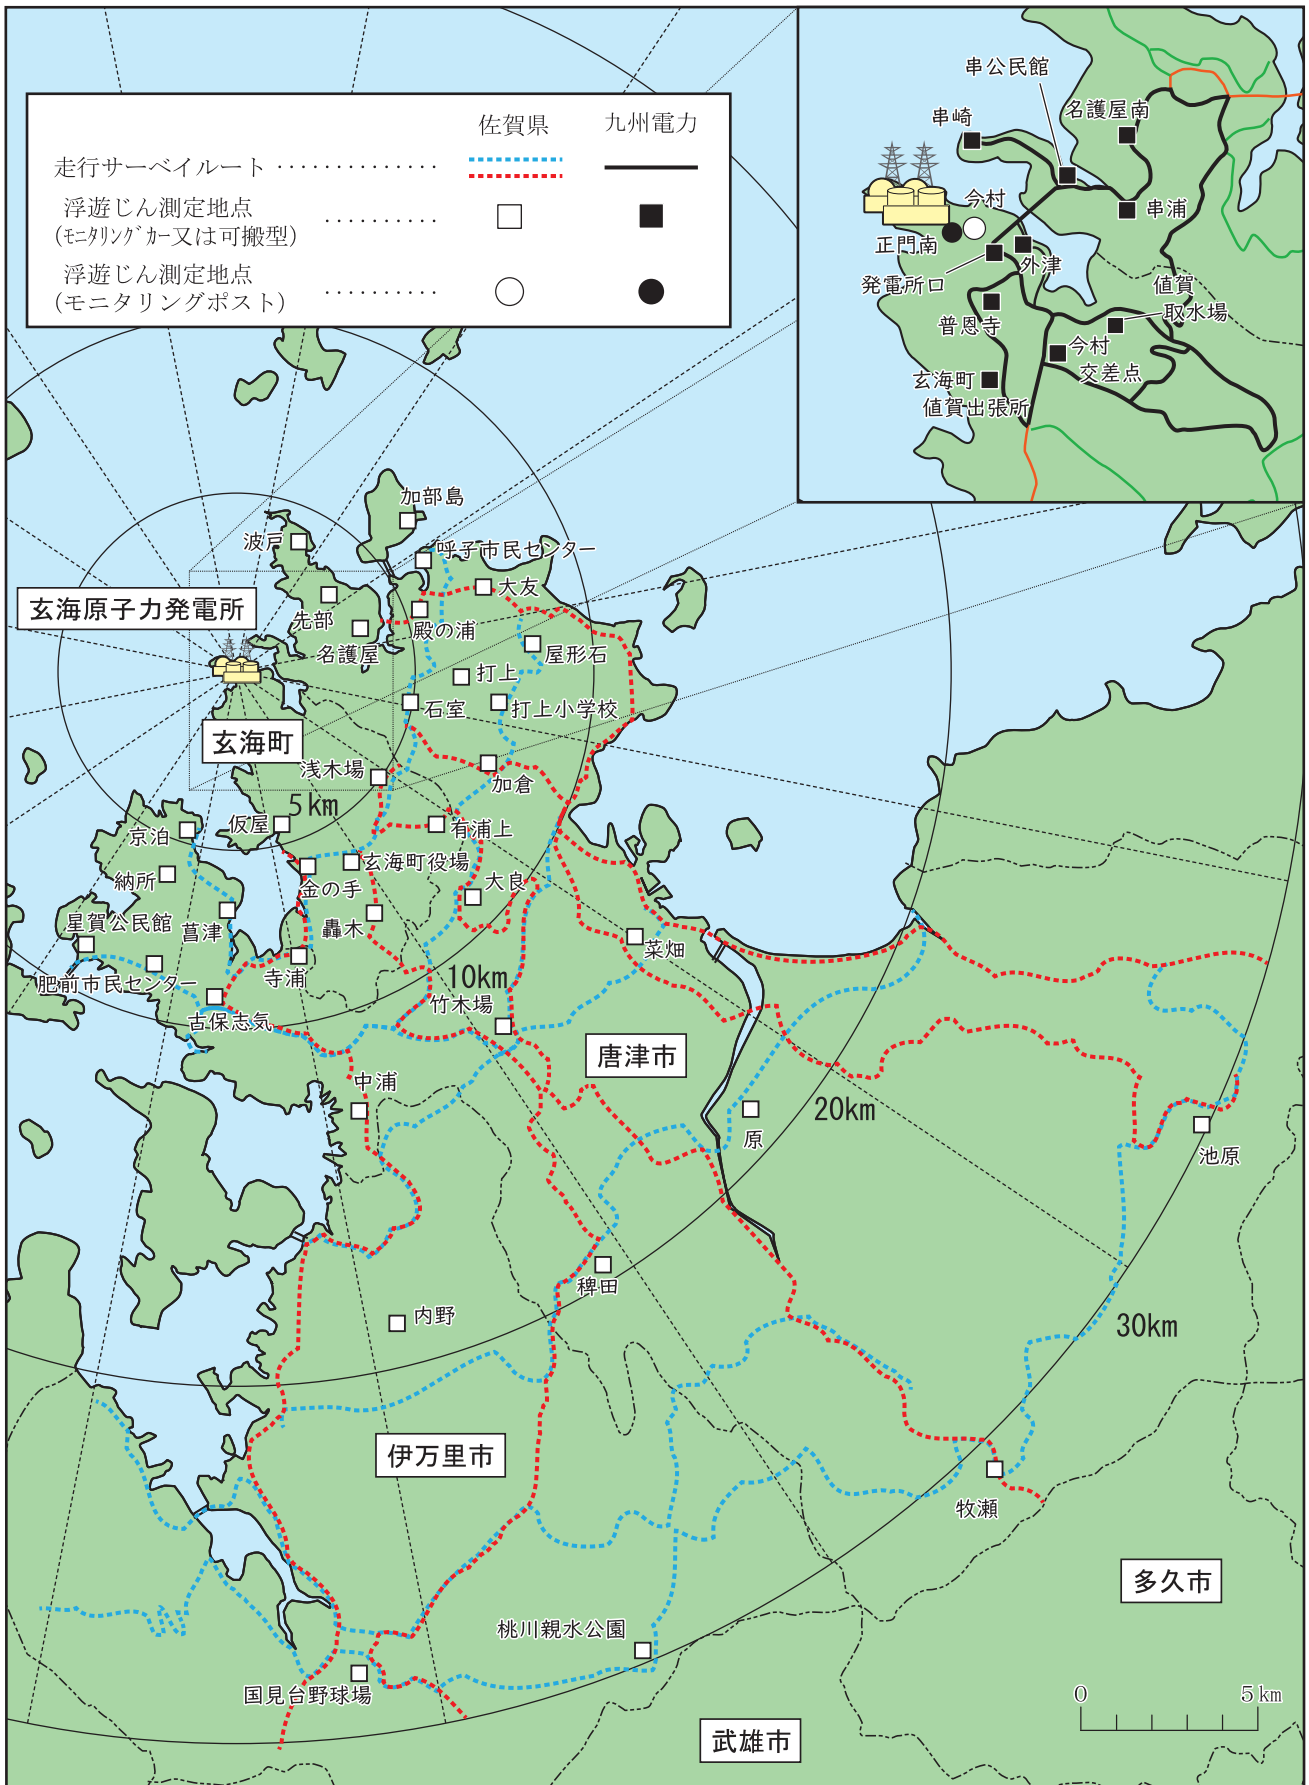 佐賀県 九州電力
走行サーベイルート ‥‥‥‥‥‥‥
浮遊じん測定地点
(ﾓﾆﾀﾘﾝｸﾞｶｰ又は可搬型)
‥‥‥‥‥
浮遊じん測定地点
(モニタリングポスト)
‥‥‥‥‥
串公民館
串崎
名護屋南
今村
串浦
正門南
外津
発電所口
値賀
取水場
普恩寺
今村
交差点
玄海町
値賀出張所
加部島
波戸
呼子市民センター
大友
玄海原子力発電所
先部
殿の浦
名護屋
屋形石
打上
石室
打上小学校
玄海町
浅木場
加倉
5km
仮屋
京泊
有浦上
玄海町役場
納所
金の手
大良
星賀公民館
菖津
轟木
菜畑
肥前市民センター
寺浦
10km
竹木場
古保志気
唐津市
中浦
20km
原
池原
稗田
内野
30km
伊万里市
牧瀬
多久市
桃川親水公園
国見台野球場
0 5km
武雄市